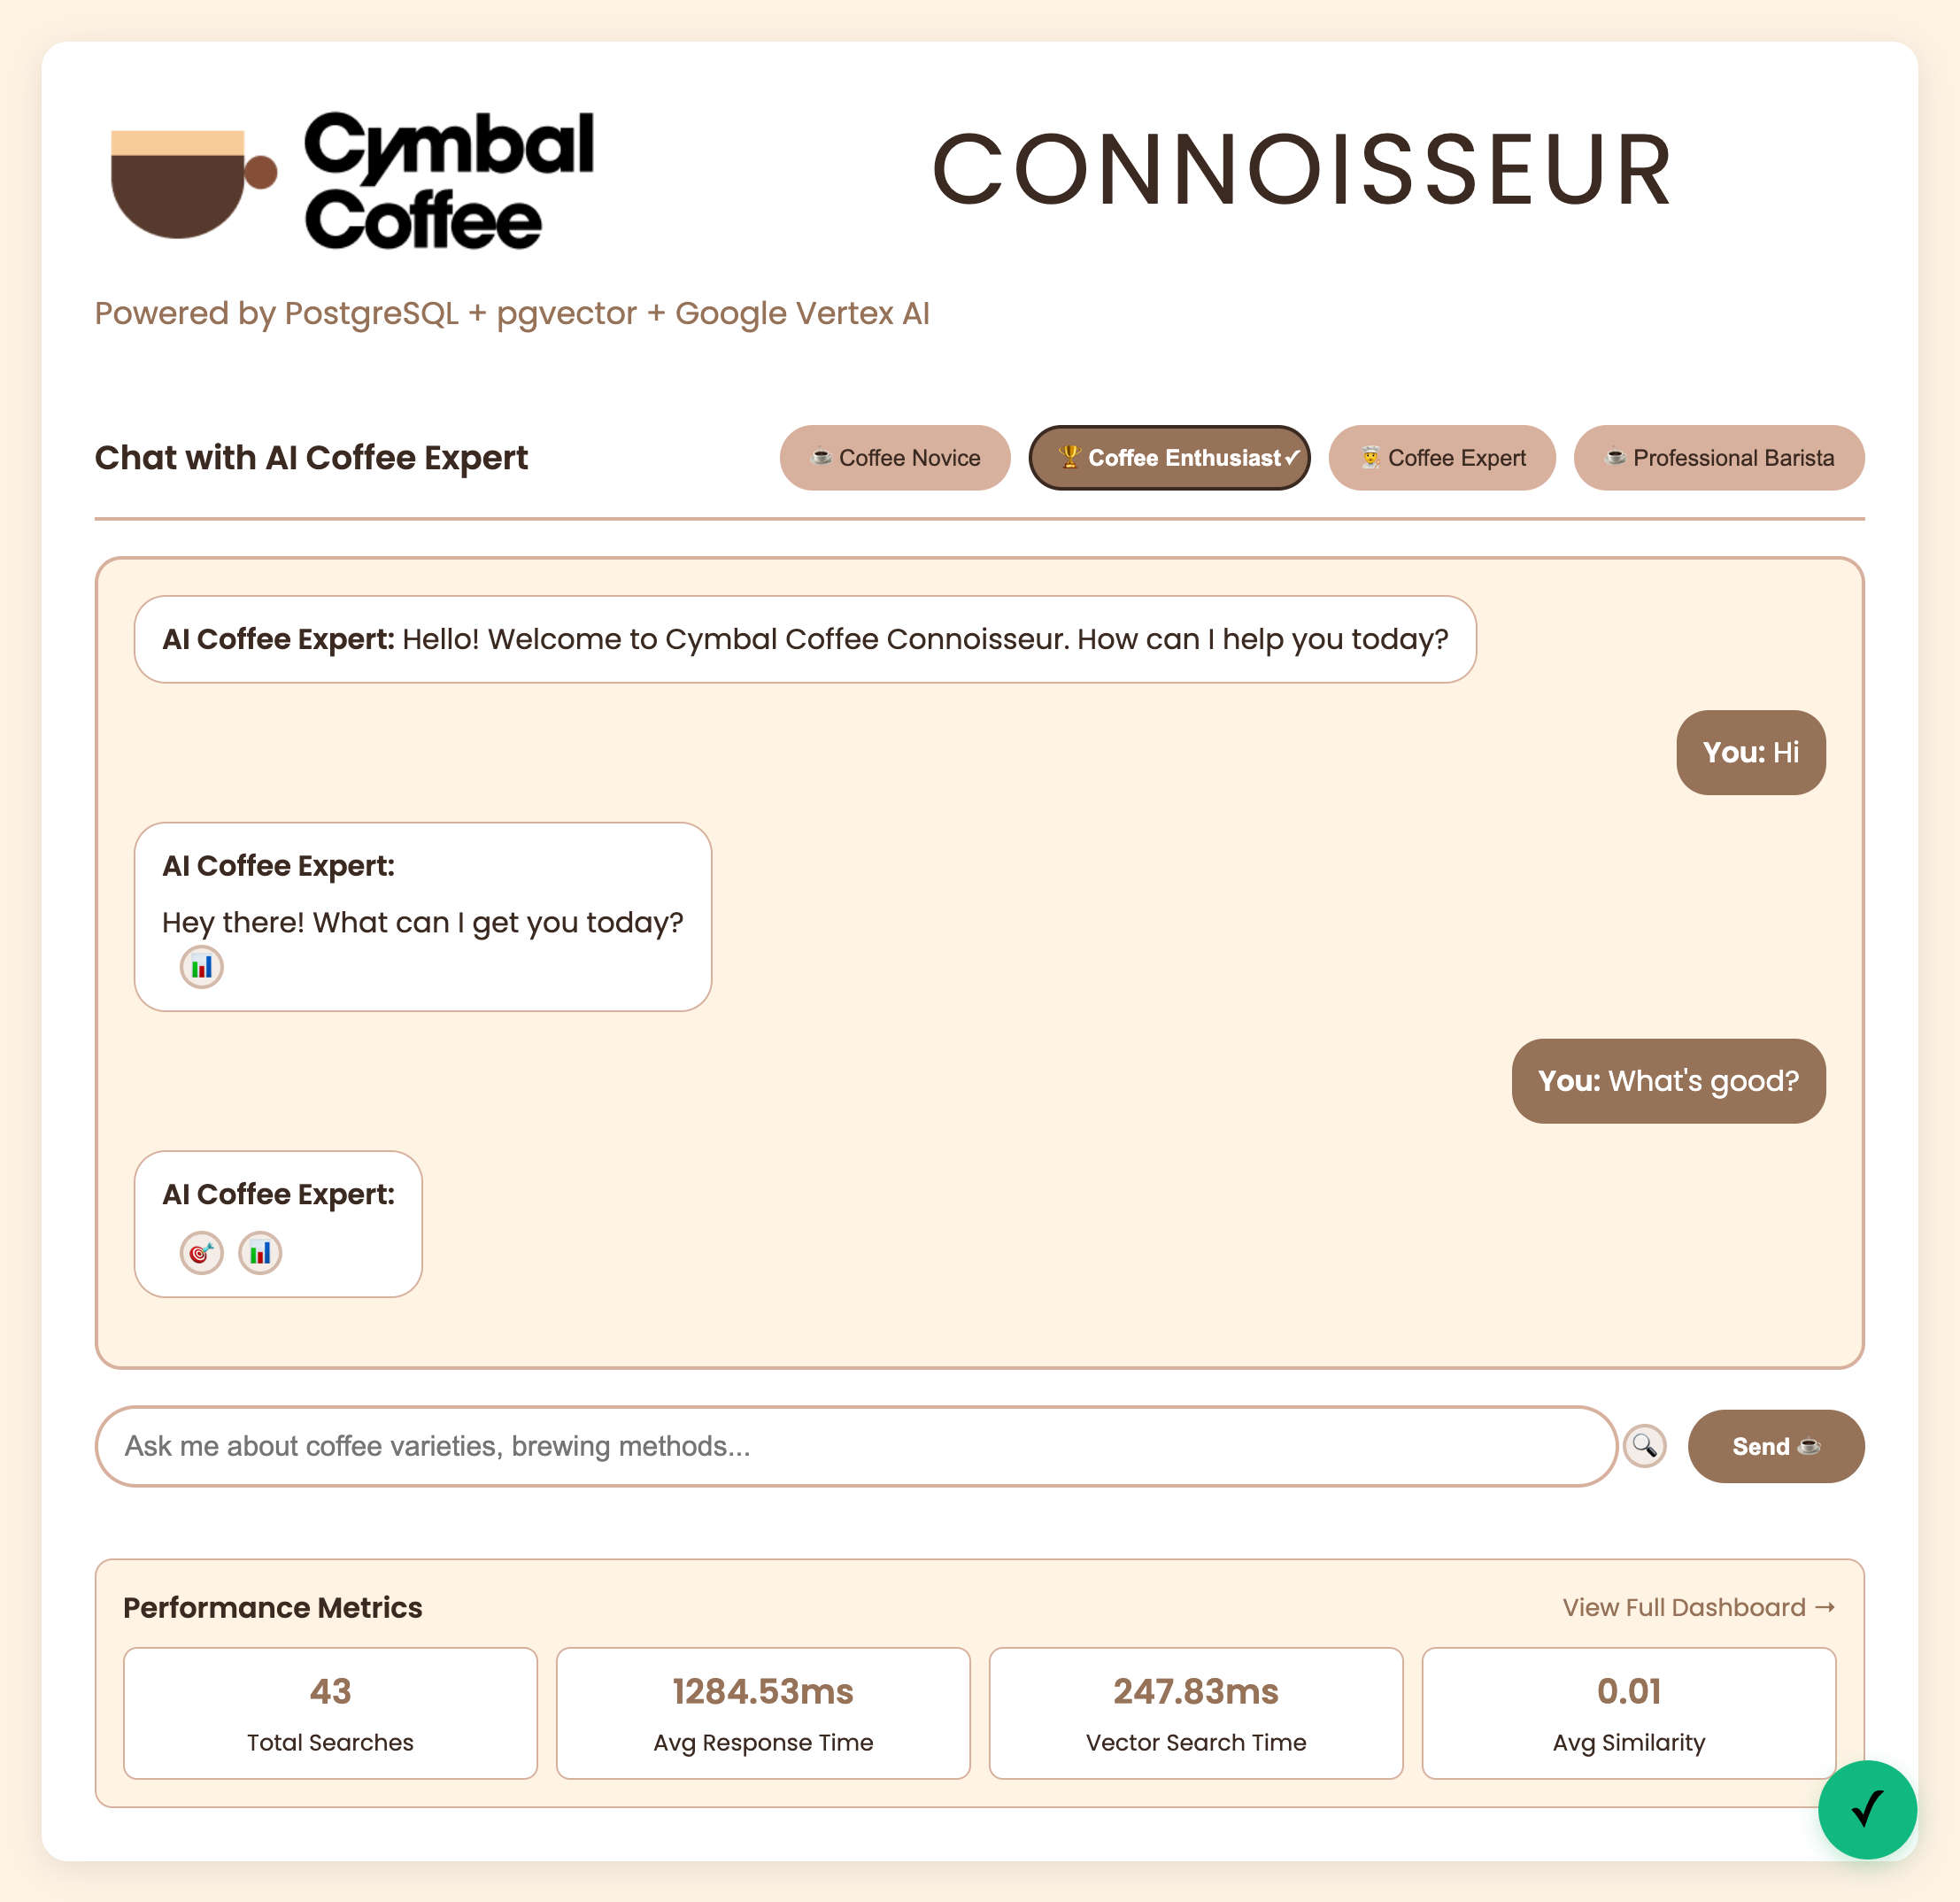 Cymbal
Coffee
CONNOISSEUR
Powered by PostgreSQL + pgvector + Google Vertex AI
Chat with AI Coffee Expert
☕ Coffee Novice
🏆 Coffee Enthusiast ✓
👨‍🍳 Coffee Expert
☕ Professional Barista
AI Coffee Expert: Hello! Welcome to Cymbal Coffee Connoisseur. How can I help you today?
You: Hi
AI Coffee Expert:
Hey there! What can I get you today?
You: What's good?
AI Coffee Expert:
Ask me about coffee varieties, brewing methods...
Send ☕
Performance Metrics
View Full Dashboard →
43
Total Searches
1284.53ms
Avg Response Time
247.83ms
Vector Search Time
0.01
Avg Similarity